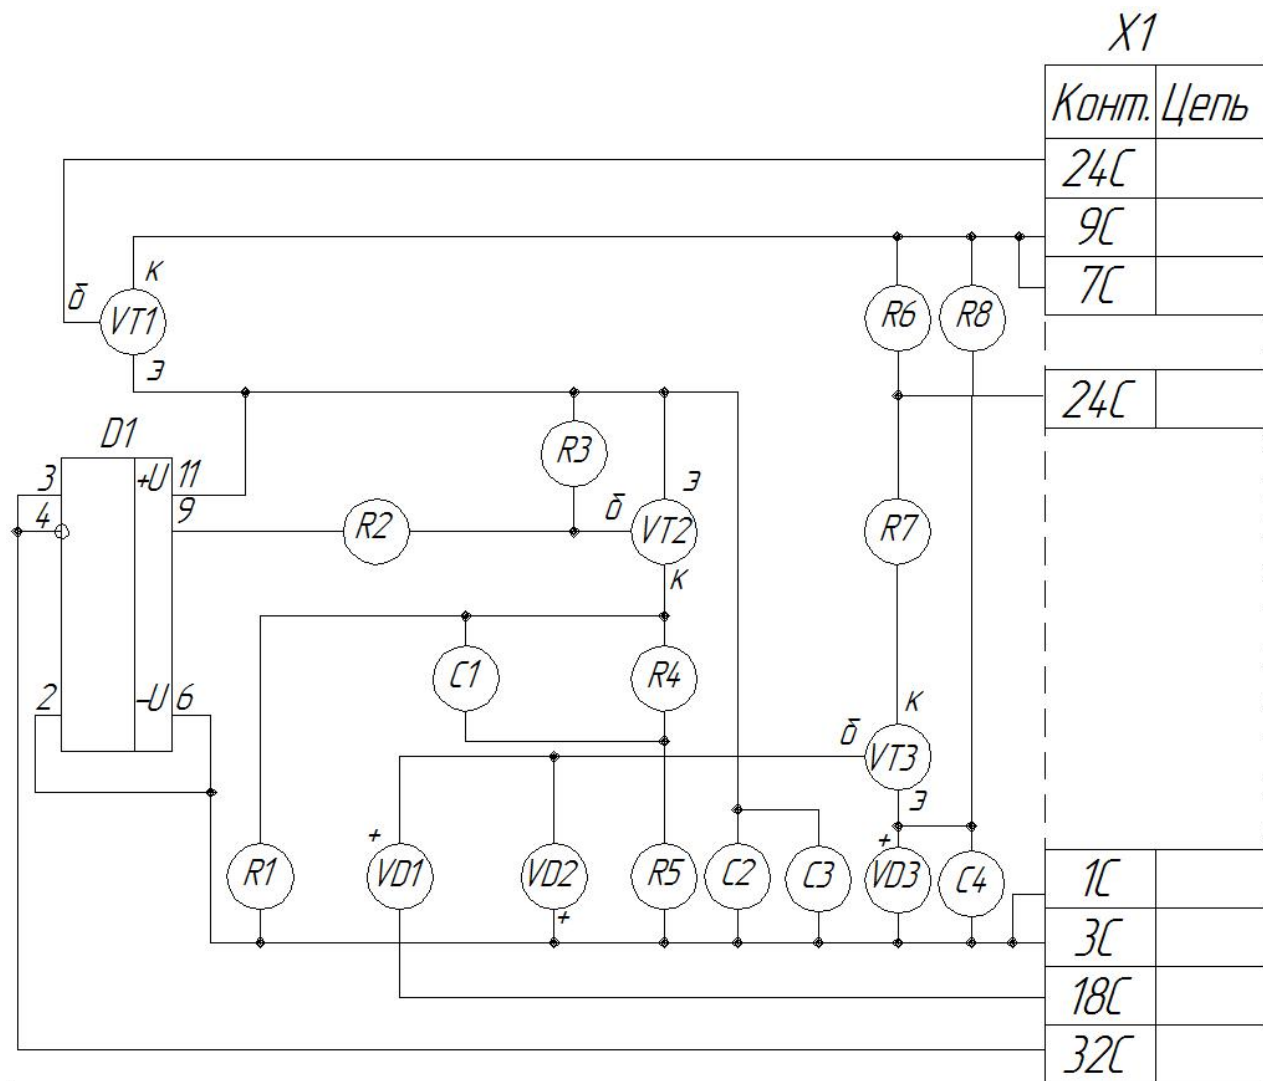 X1
Конт. Цепь
24С
9С
к
7С
б
VT1
R6 R8
э
24С
D1
R3
3 +U 11
э
4 9
б
R2 VT2 R7
к
C1 R4
2 -U 6
к
б
VT3
э
+ +
R1 VD1 VD2 R5 C2 C3 VD3 C4
1С
+
3С
18С
32С